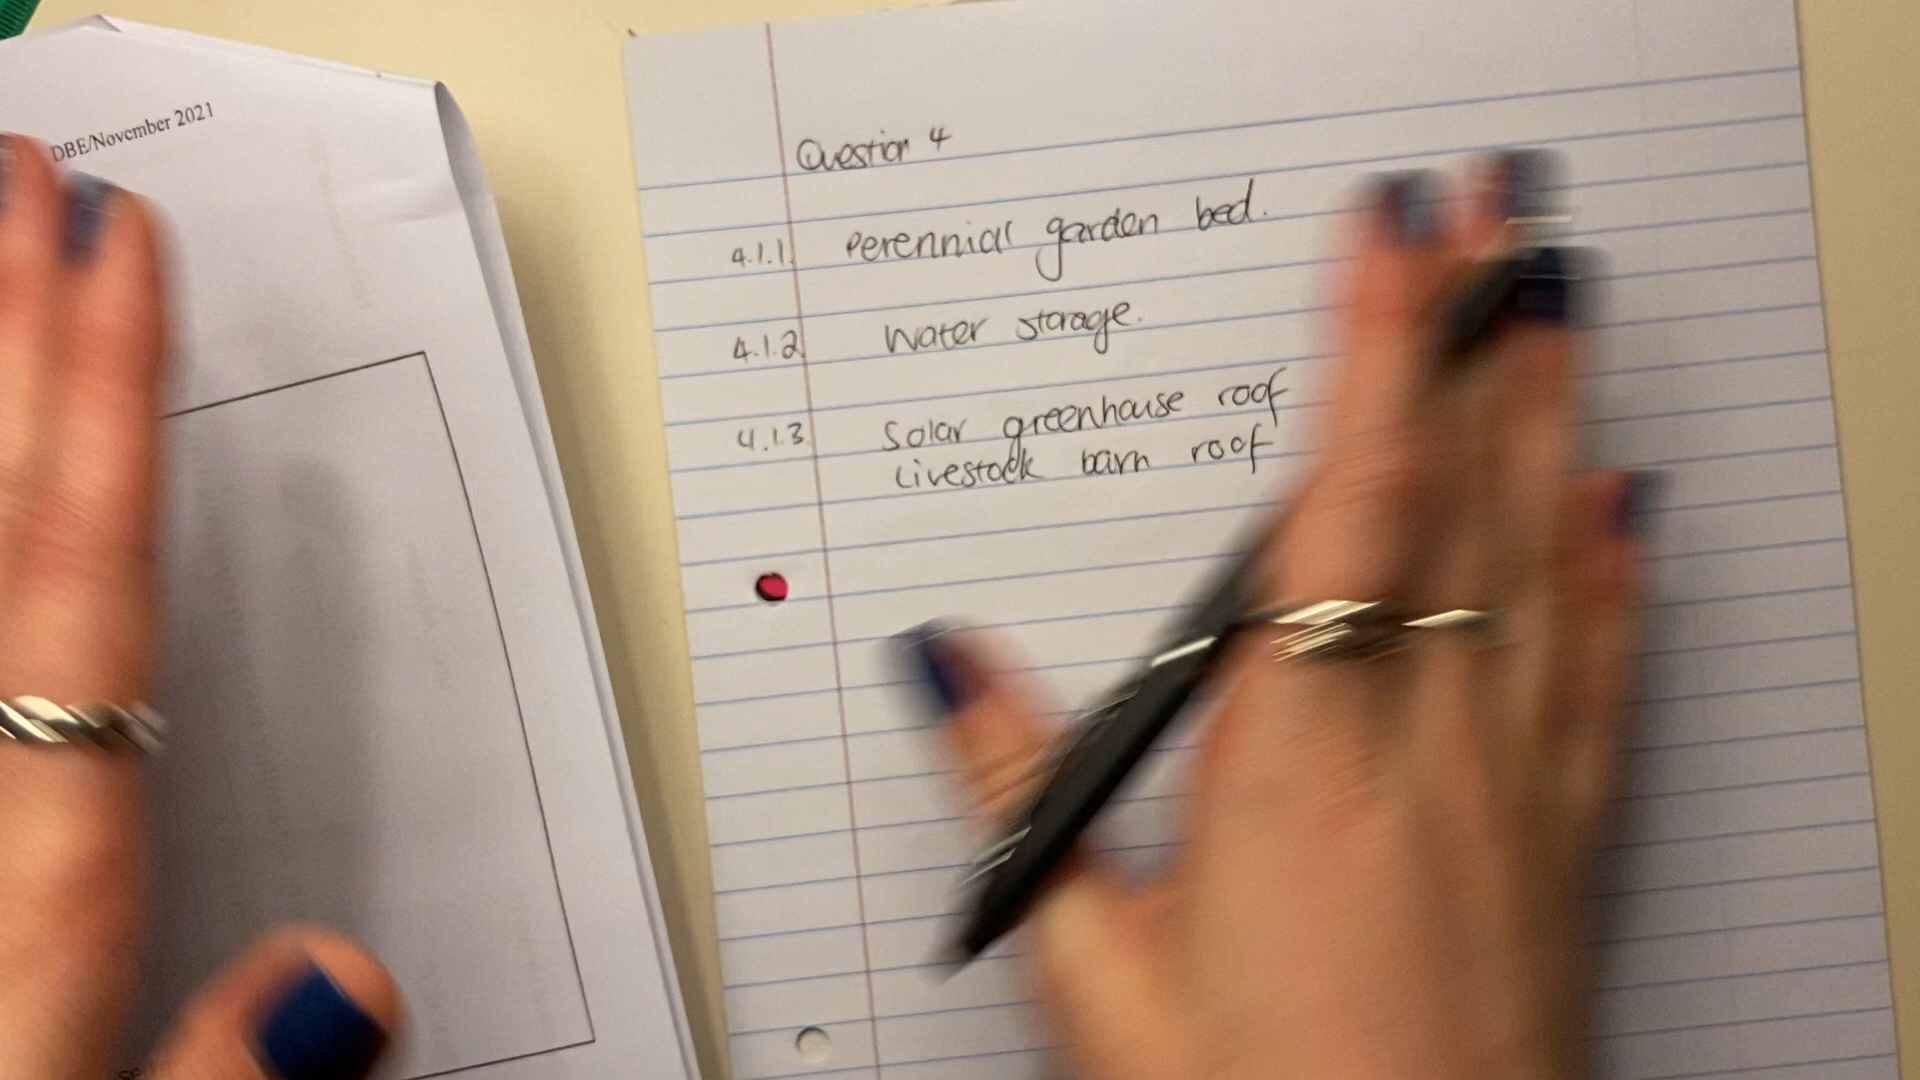 DBE/November 2021
Question 4
4.1.1. Perennial garden bed.
4.1.2. Water storage.
4.1.3. Solar greenhouse roof
Livestock barn roof